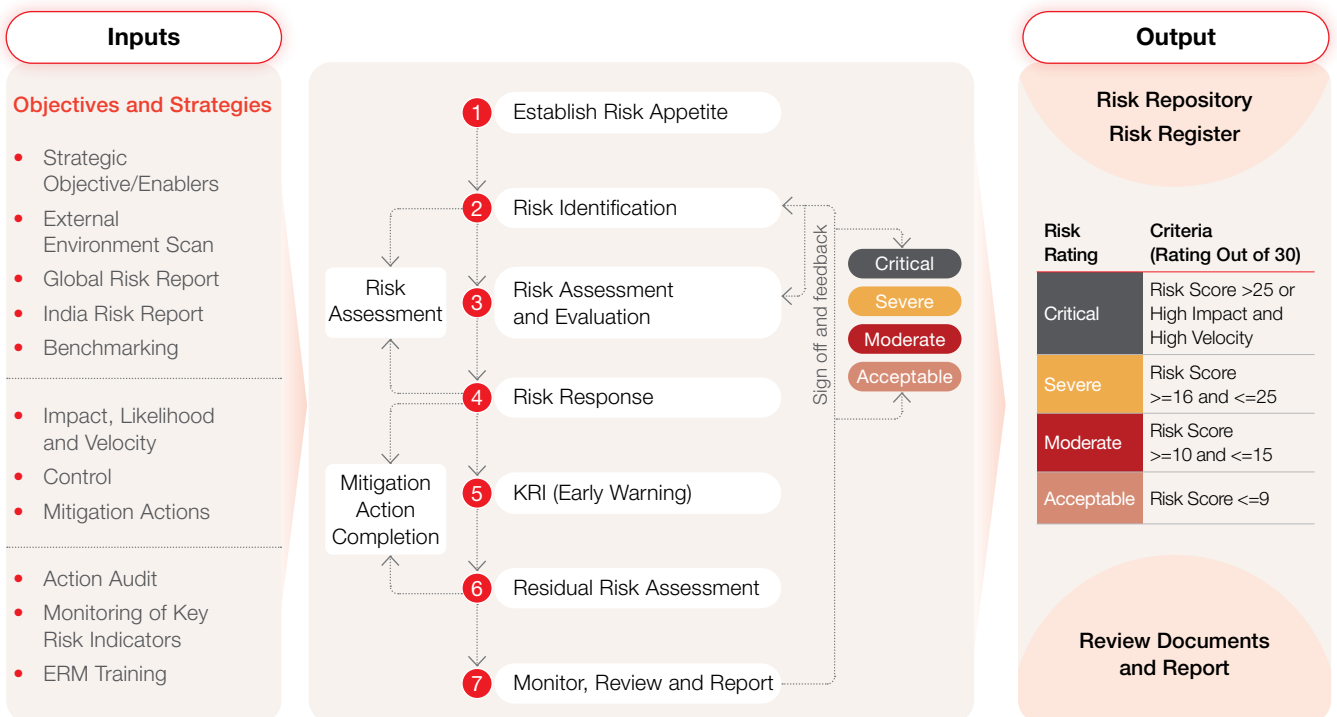 Inputs
Objectives and Strategies
Strategic
Objective/Enablers
External
Environment Scan
Global Risk Report
India Risk Report
Benchmarking
Impact, Likelihood
and Velocity
Control
Mitigation Actions
Action Audit
Monitoring of Key
Risk Indicators
ERM Training
1
Establish Risk Appetite
2
Risk Identification
3
Risk Assessment
and Evaluation
4
Risk Response
5
KRI (Early Warning)
6
Residual Risk Assessment
7
Monitor, Review and Report
Risk
Assessment
Mitigation
Action
Completion
Sign off and feedback
Critical
Severe
Moderate
Acceptable
Output
Risk Repository
Risk Register
Risk
Rating
Criteria
(Rating Out of 30)
Critical
Risk Score >25 or
High Impact and
High Velocity
Severe
Risk Score
>=16 and <=25
Moderate
Risk Score
>=10 and <=15
Acceptable
Risk Score <=9
Review Documents
and Report